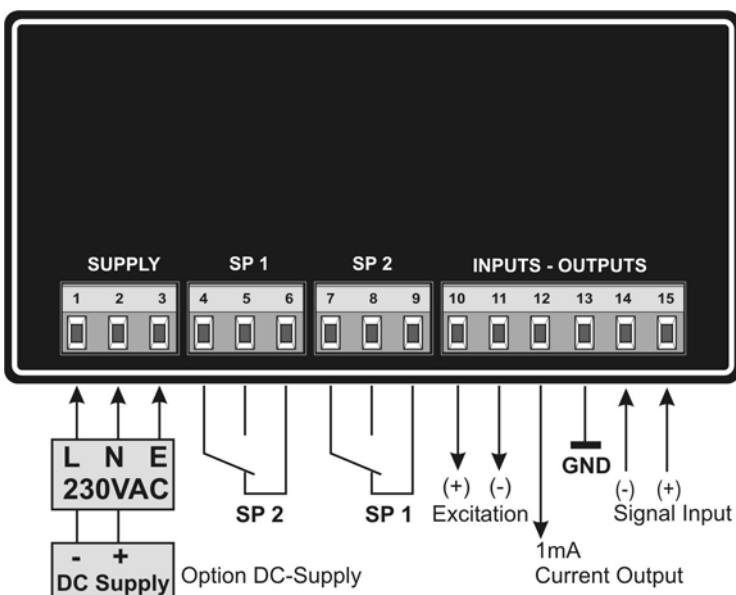 SUPPLY SP 1 SP 2 INPUTS - OUTPUTS
1 2 3 4 5 6 7 8 9 10 11 12 13 14 15
L N E
230VAC
SP 2
SP 1
(+) (-)
Excitation
GND
(-) (+)
Signal Input
1mA
Current Output
- +
DC Supply
Option DC-Supply